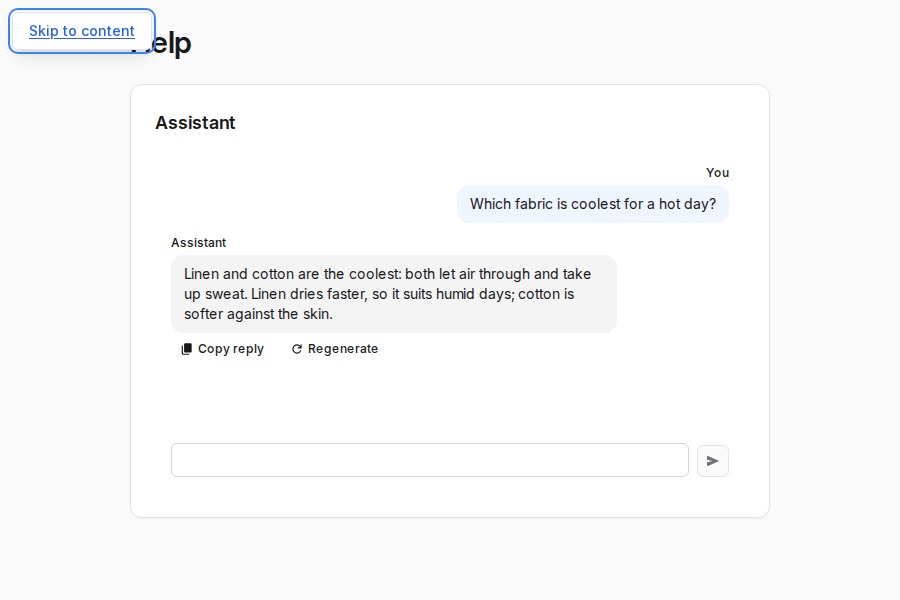 Skip to content
Help
Assistant
You
Which fabric is coolest for a hot day?
Assistant
Linen and cotton are the coolest: both let air through and take
up sweat. Linen dries faster, so it suits humid days; cotton is
softer against the skin.
Copy reply
Regenerate